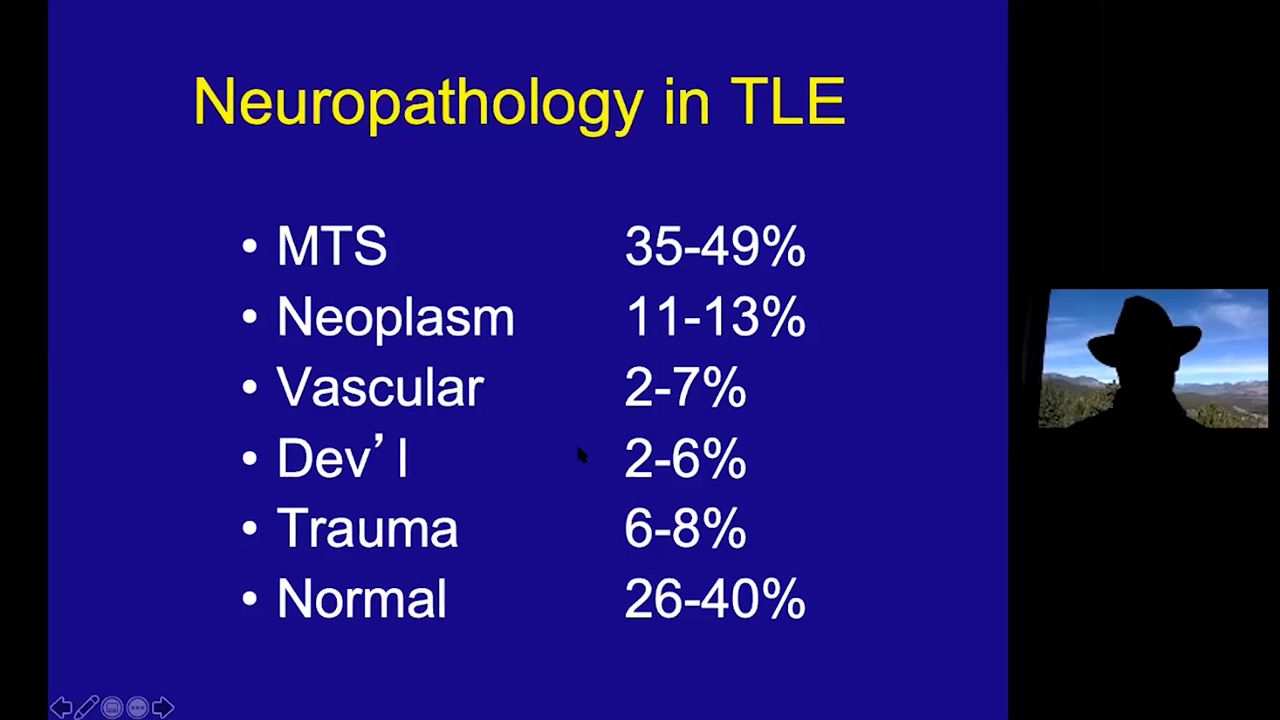 Neuropathology in TLE
• MTS 35-49%
• Neoplasm 11-13%
• Vascular 2-7%
• Dev’l 2-6%
• Trauma 6-8%
• Normal 26-40%